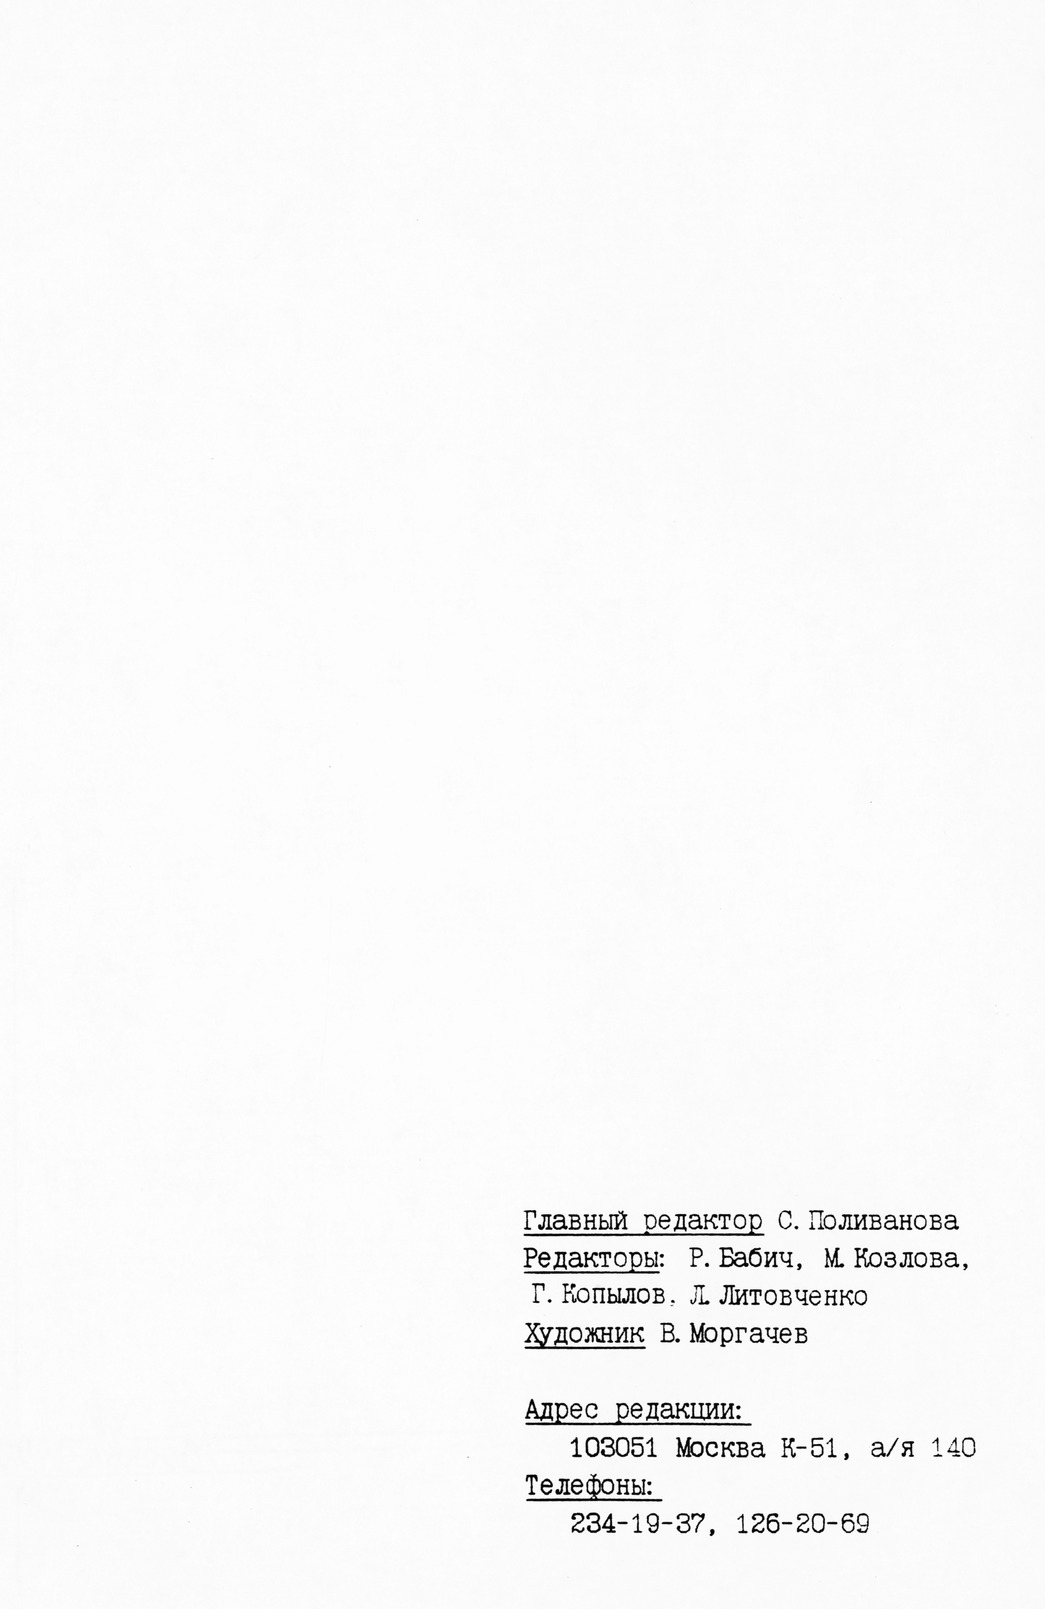 Главный редактор С. Поливанова
Редакторы: Р. Бабич, М. Козлова,
Г. Копылов, Л. Литовченко
Художник В. Моргачев
Адрес редакции:
103051 Москва К-51, а/я 140
Телефоны:
234-19-37, 126-20-69